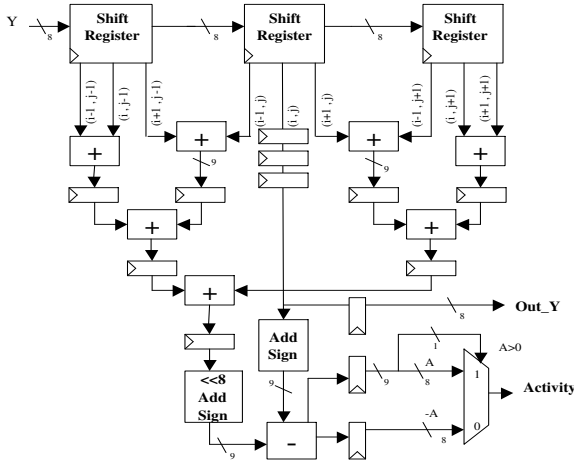 Y
8
Shift
Register
8
Shift
Register
8
Shift
Register
(i-1, j-1)
(i, j-1)
(i+1, j-1)
(i-1, j)
(i, j)
(i+1, j)
(i-1, j+1)
(i, j+1)
(i+1, j+1)
+
+
+
+
9
9
+
+
+
8
Out_Y
Add
Sign
1
A>0
9
A
8
1
Activity
<<8
Add
Sign
9
-
-A
8
0
9